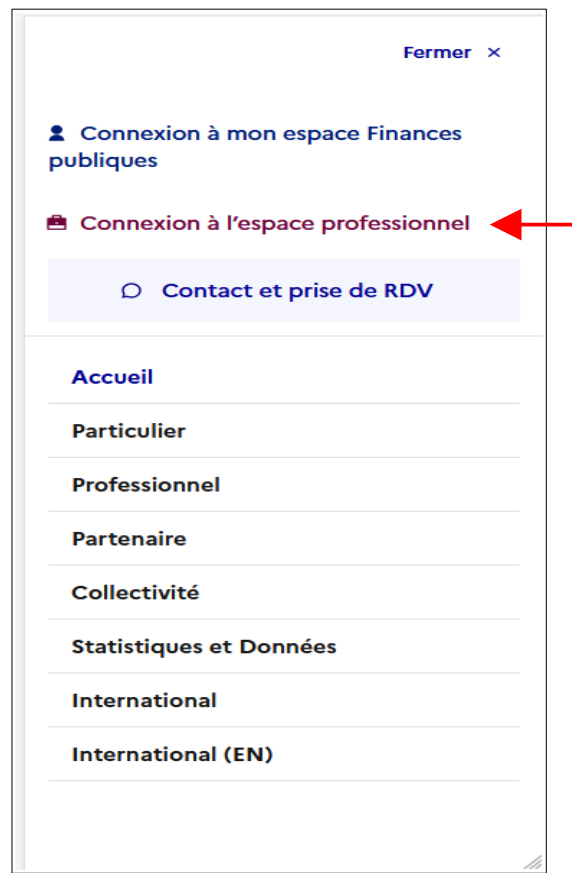 Fermer ×
Connexion à mon espace Finances
publiques
Connexion à l’espace professionnel
Contact et prise de RDV
Accueil
Particulier
Professionnel
Partenaire
Collectivité
Statistiques et Données
International
International (EN)